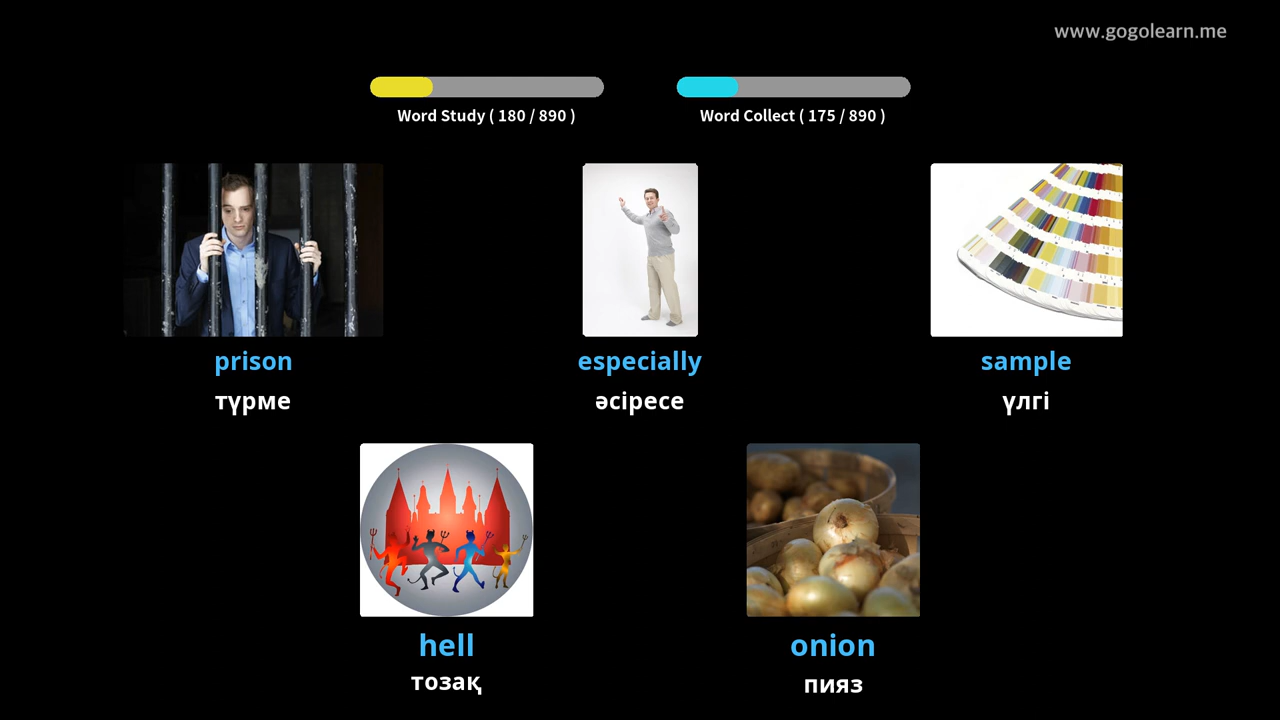 www.gogolearn.me
Word Study ( 180 / 890 )
Word Collect ( 175 / 890 )
prison
түрме
especially
әсіресе
sample
үлгі
hell
тозақ
onion
пияз